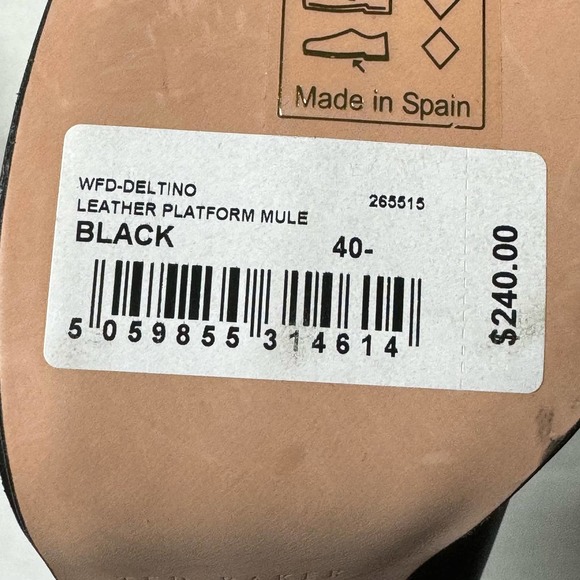 Made in Spain
WFD-DELTINO 265515
LEATHER PLATFORM MULE
BLACK 40-
$240.00
5 059855 314614